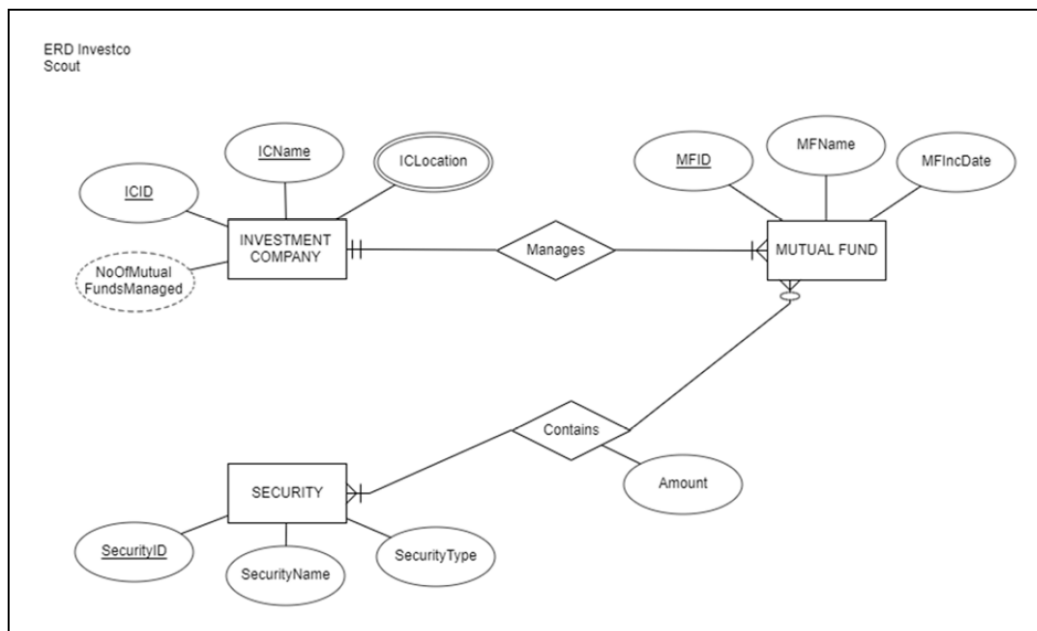 ERD Investco
Scout
ICName
ICLocation
ICID
INVESTMENT
COMPANY
NoOfMutual
FundsManaged
Manages
MFID
MFName
MFIncDate
MUTUAL FUND
Contains
Amount
SECURITY
SecurityID
SecurityName
SecurityType